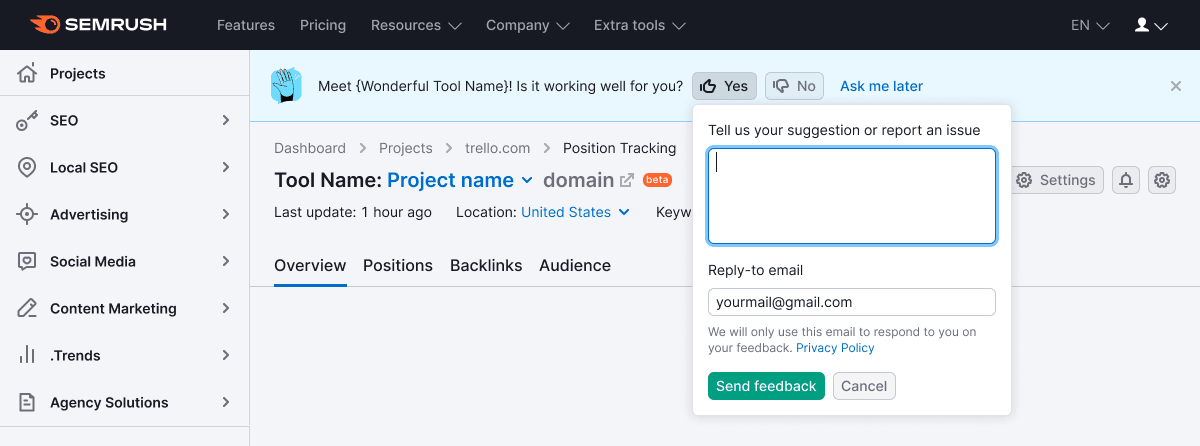 SEMRUSH Features Pricing Resources Company Extra tools EN
Projects
SEO
Local SEO
Advertising
Social Media
Content Marketing
.Trends
Agency Solutions
Meet {Wonderful Tool Name}! Is it working well for you? Yes No Ask me later
Dashboard Projects trello.com Position Tracking
Tool Name: Project name domain beta
Settings
Last update: 1 hour ago Location: United States Keyw
Overview Positions Backlinks Audience
Tell us your suggestion or report an issue
Reply-to email
yourmail@gmail.com
We will only use this email to respond to you on
your feedback. Privacy Policy
Send feedback Cancel